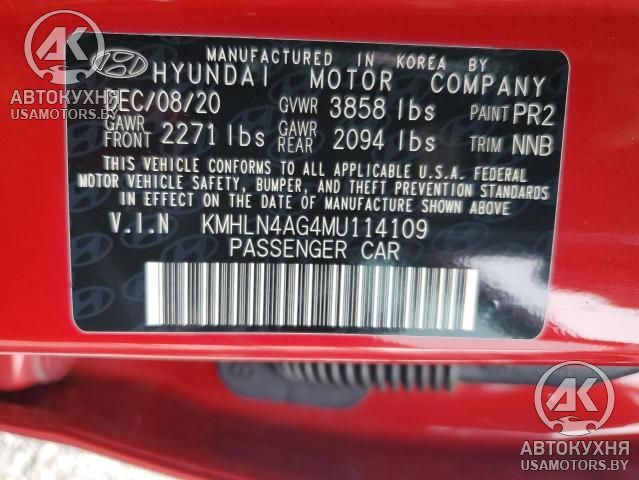 MANUFACTURED IN KOREA BY
HYUNDAI MOTOR COMPANY
DEC/08/20 GVWR 3858 lbs PAINT PR2
GAWR FRONT 2271 lbs GAWR REAR 2094 lbs TRIM NNB
THIS VEHICLE CONFORMS TO ALL APPLICABLE U.S.A. FEDERAL
MOTOR VEHICLE SAFETY, BUMPER, AND THEFT PREVENTION STANDARDS
IN EFFECT ON THE DATE OF MANUFACTURE SHOWN ABOVE.
V.I.N KMHLN4AG4MU114109
PASSENGER CAR
АК
АВТОКУХНЯ
USAMOTORS.BY
АК
АВТОКУХНЯ
USAMOTORS.BY